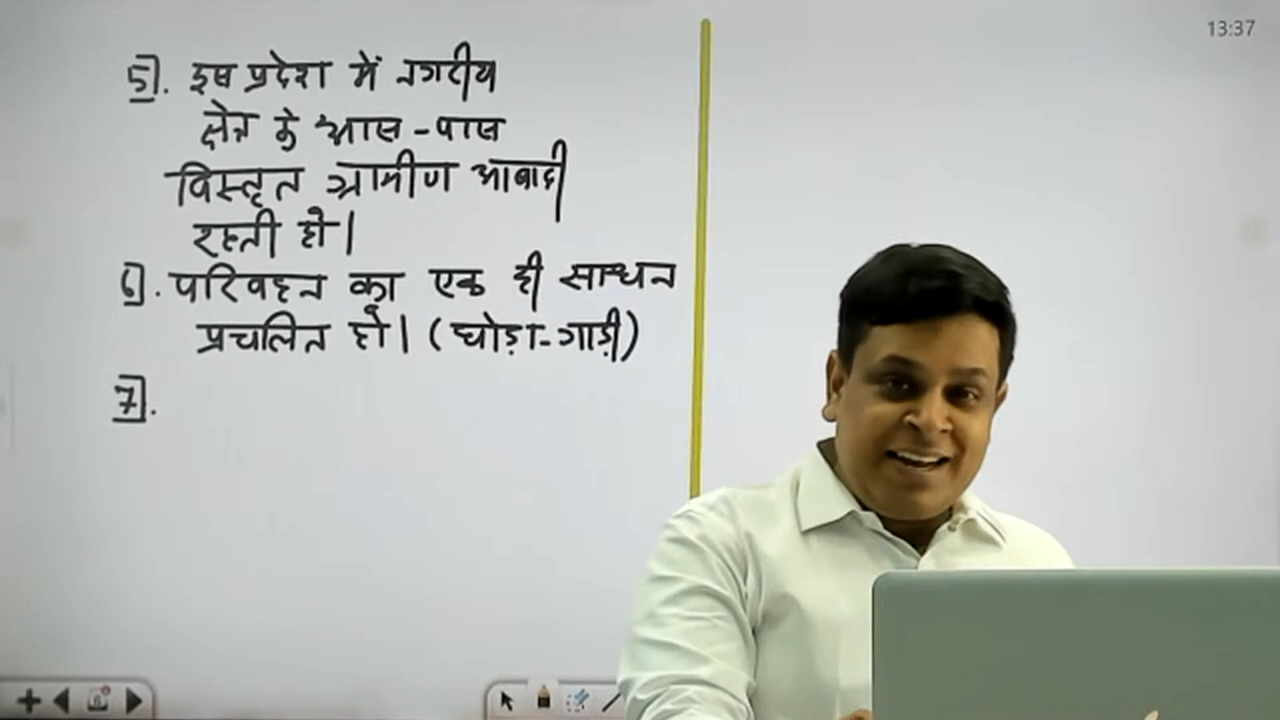 13:37
5]. इस प्रदेश में नगरीय
क्षेत्र के आस-पास
विस्तृत ग्रामीण आबादी
रहती हो।
6]. परिवहन का एक ही साधन
प्रचलित हो। (घोड़ा-गाड़ी)
7].